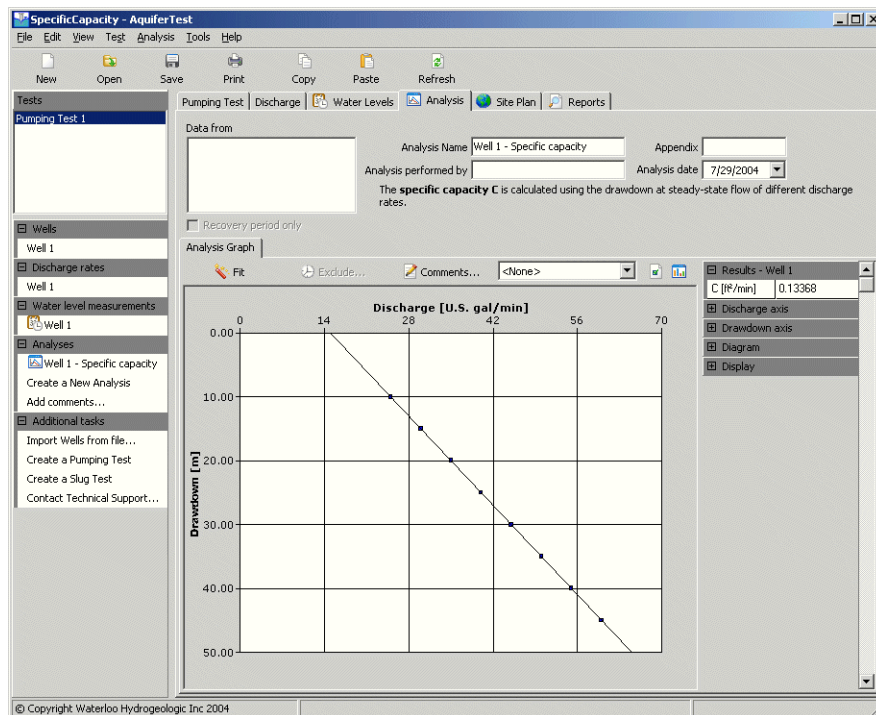 SpecificCapacity - AquiferTest
File Edit View Test Analysis Tools Help
New Open Save Print Copy Paste Refresh
Tests
Pumping Test 1
Wells
Well 1
Discharge rates
Well 1
Water level measurements
Well 1
Analyses
Well 1 - Specific capacity
Create a New Analysis
Add comments...
Additional tasks
Import Wells from file...
Create a Pumping Test
Create a Slug Test
Contact Technical Support...
Pumping Test Discharge Water Levels Analysis Site Plan Reports
Data from
Analysis Name Well 1 - Specific capacity Appendix
Analysis performed by Analysis date 7/29/2004
The specific capacity C is calculated using the drawdown at steady-state flow of different discharge
rates.
Recovery period only
Analysis Graph
Fit Exclude... Comments... <None>
Discharge [U.S. gal/min]
0 14 28 42 56 70
0.00
10.00
20.00
30.00
40.00
50.00
Drawdown [m]
Results - Well 1
C [ft²/min] 0.13368
Discharge axis
Drawdown axis
Diagram
Display
© Copyright Waterloo Hydrogeologic Inc 2004